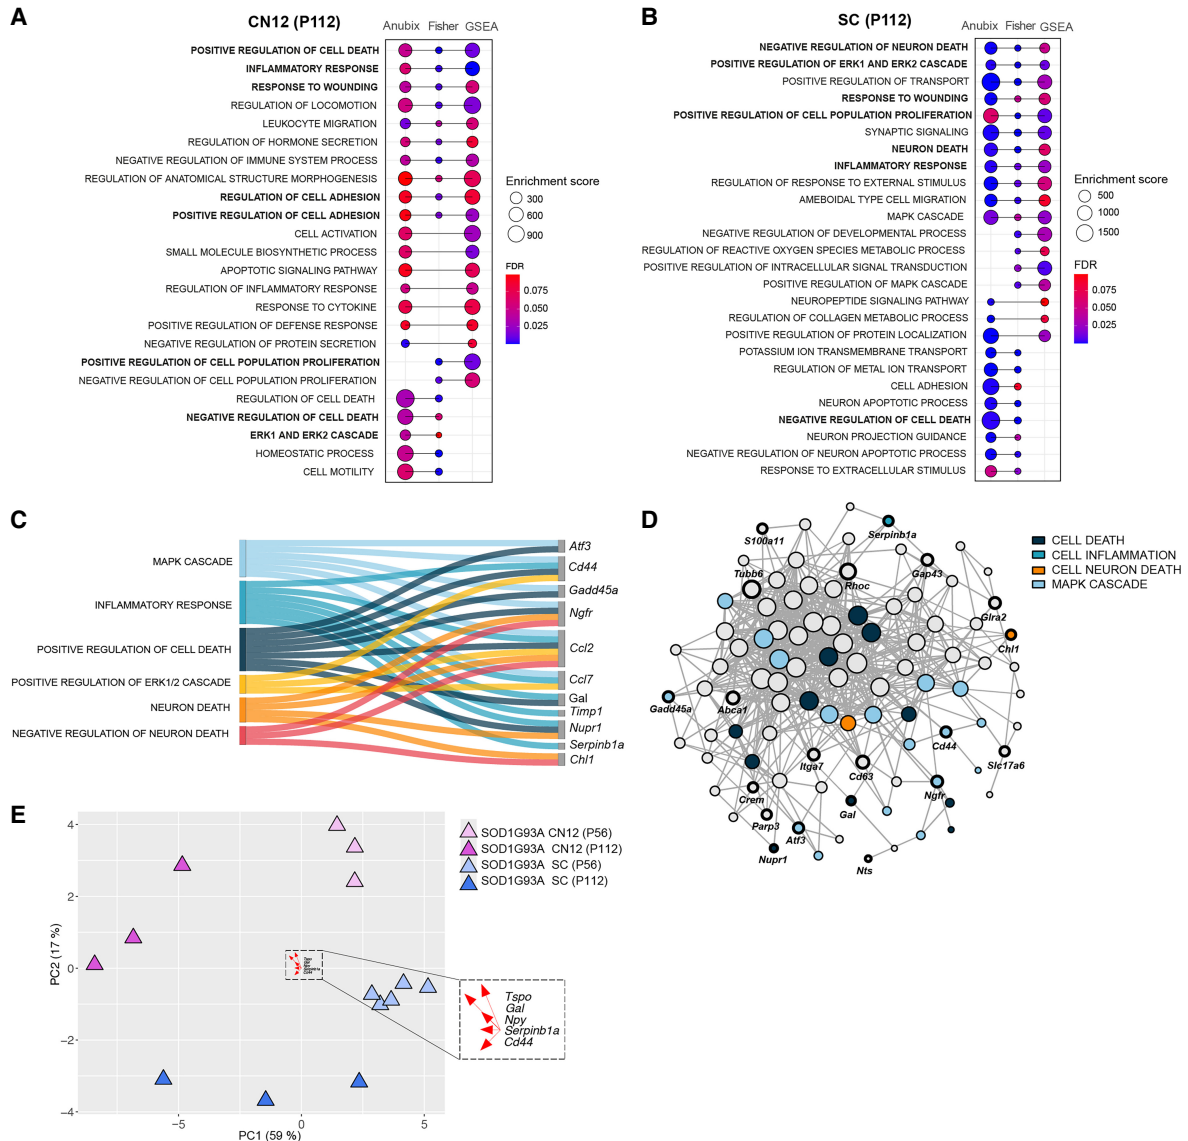 A
CN12 (P112)
Anubix Fisher GSEA
POSITIVE REGULATION OF CELL DEATH
INFLAMMATORY RESPONSE
RESPONSE TO WOUNDING
REGULATION OF LOCOMOTION
LEUKOCYTE MIGRATION
REGULATION OF HORMONE SECRETION
NEGATIVE REGULATION OF IMMUNE SYSTEM PROCESS
REGULATION OF ANATOMICAL STRUCTURE MORPHOGENESIS
REGULATION OF CELL ADHESION
POSITIVE REGULATION OF CELL ADHESION
CELL ACTIVATION
SMALL MOLECULE BIOSYNTHETIC PROCESS
APOPTOTIC SIGNALING PATHWAY
REGULATION OF INFLAMMATORY RESPONSE
RESPONSE TO CYTOKINE
POSITIVE REGULATION OF DEFENSE RESPONSE
NEGATIVE REGULATION OF PROTEIN SECRETION
POSITIVE REGULATION OF CELL POPULATION PROLIFERATION
NEGATIVE REGULATION OF CELL POPULATION PROLIFERATION
REGULATION OF CELL DEATH
NEGATIVE REGULATION OF CELL DEATH
ERK1 AND ERK2 CASCADE
HOMEOSTATIC PROCESS
CELL MOTILITY
Enrichment score
300
600
900
FDR
0.075
0.050
0.025
B
SC (P112)
Anubix Fisher GSEA
NEGATIVE REGULATION OF NEURON DEATH
POSITIVE REGULATION OF ERK1 AND ERK2 CASCADE
POSITIVE REGULATION OF TRANSPORT
RESPONSE TO WOUNDING
POSITIVE REGULATION OF CELL POPULATION PROLIFERATION
SYNAPTIC SIGNALING
NEURON DEATH
INFLAMMATORY RESPONSE
REGULATION OF RESPONSE TO EXTERNAL STIMULUS
AMEBOIDAL TYPE CELL MIGRATION
MAPK CASCADE
NEGATIVE REGULATION OF DEVELOPMENTAL PROCESS
REGULATION OF REACTIVE OXYGEN SPECIES METABOLIC PROCESS
POSITIVE REGULATION OF INTRACELLULAR SIGNAL TRANSDUCTION
POSITIVE REGULATION OF MAPK CASCADE
NEUROPEPTIDE SIGNALING PATHWAY
REGULATION OF COLLAGEN METABOLIC PROCESS
POSITIVE REGULATION OF PROTEIN LOCALIZATION
POTASSIUM ION TRANSMEMBRANE TRANSPORT
REGULATION OF METAL ION TRANSPORT
CELL ADHESION
NEURON APOPTOTIC PROCESS
NEGATIVE REGULATION OF CELL DEATH
NEURON PROJECTION GUIDANCE
NEGATIVE REGULATION OF NEURON APOPTOTIC PROCESS
RESPONSE TO EXTRACELLULAR STIMULUS
Enrichment score
500
1000
1500
FDR
0.075
0.050
0.025
C
MAPK CASCADE
INFLAMMATORY RESPONSE
POSITIVE REGULATION OF CELL DEATH
POSITIVE REGULATION OF ERK1/2 CASCADE
NEURON DEATH
NEGATIVE REGULATION OF NEURON DEATH
Atf3
Cd44
Gadd45a
Ngfr
Ccl2
Ccl7
Gal
Timp1
Nupr1
Serpinb1a
Chl1
D
S100a11
Serpinb1a
Tubb6
Rhoc
Gap43
Glra2
Chl1
Gadd45a
Abca1
Cd44
Slc17a6
Itga7
Cd63
Ngfr
Crem
Gal
Parp3
Atf3
Nupr1
Nts
CELL DEATH
CELL INFLAMMATION
CELL NEURON DEATH
MAPK CASCADE
E
PC2 (17 %)
4
2
0
−2
−4
−5
0
5
PC1 (59 %)
SOD1G93A CN12 (P56)
SOD1G93A CN12 (P112)
SOD1G93A SC (P56)
SOD1G93A SC (P112)
Tspo
Gal
Npy
Serpinb1a
Cd44
Tspo
Gal
Npy
Serpinb1a
Cd44